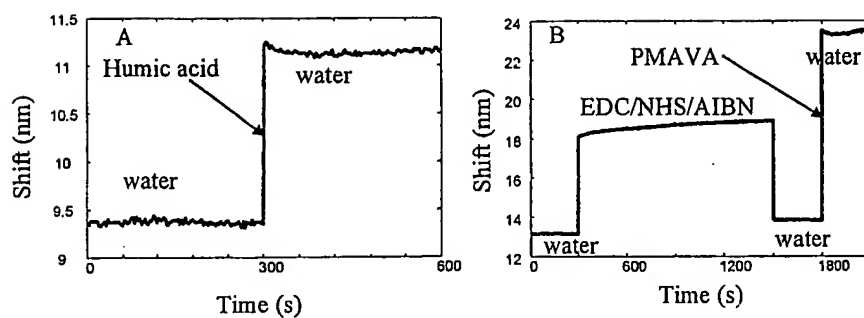 A
11.5
11
10.5
10
9.5
9
Humic acid
water
water
0
300
600
Time (s)
Shift (nm)
B
24
22
20
18
16
14
12
PMAVA
water
EDC/NHS/AIBN
water
water
0
600
1200
1800
Time (s)
Shift (nm)